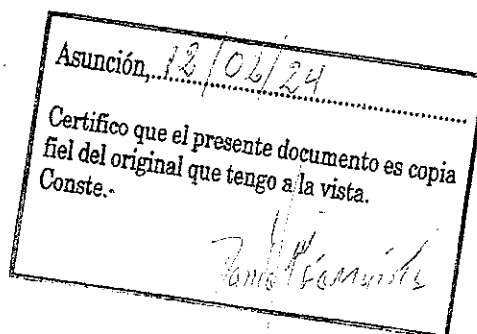 Asunción, 12/02/24
Certifico que el presente documento es copia
fiel del original que tengo a la vista.
Conste.-